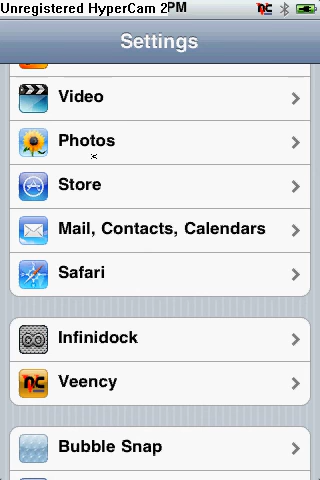 Unregistered HyperCam 2PM
Settings
Video
Photos
Store
Mail, Contacts, Calendars
Safari
Infinidock
Veency
Bubble Snap